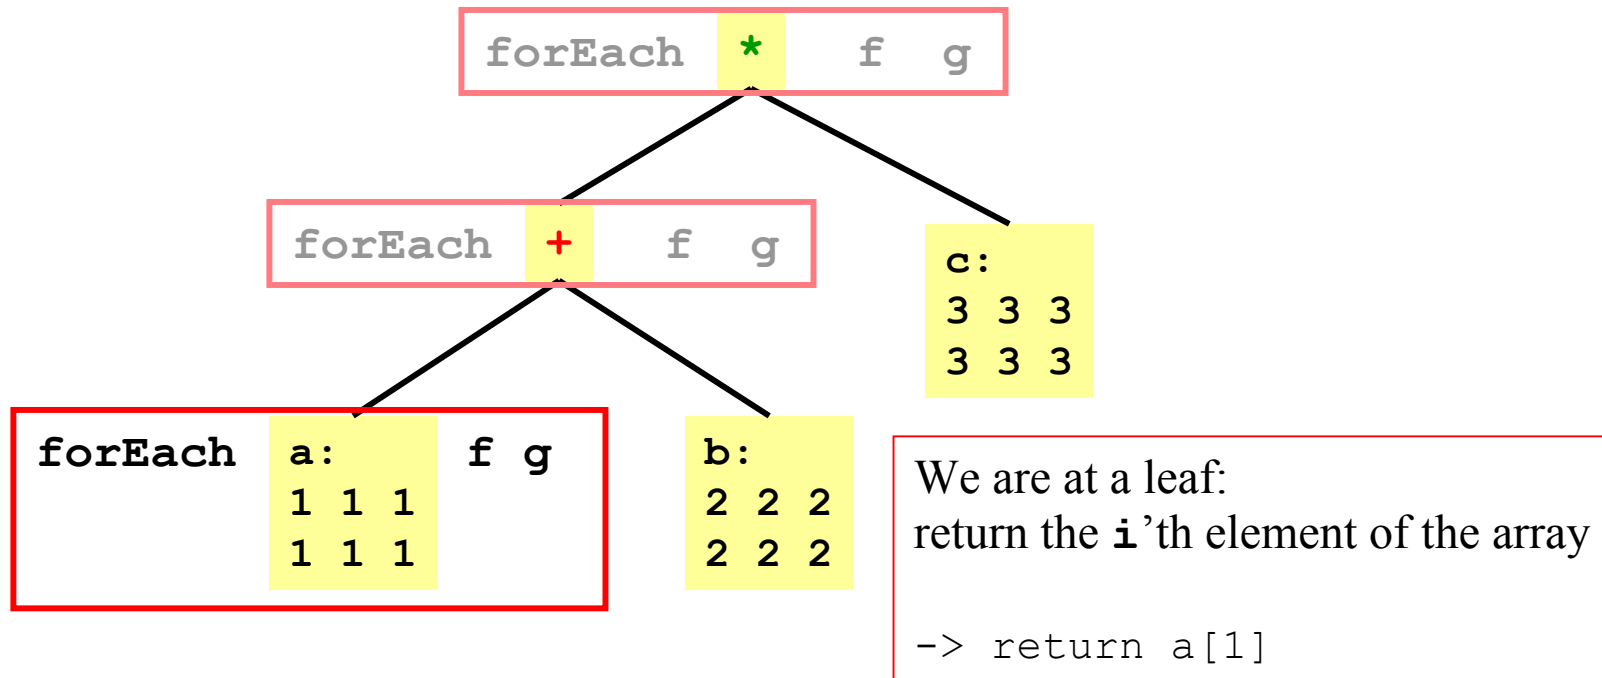 forEach * f g
forEach + f g
c:
3 3 3
3 3 3
forEach a: f g
1 1 1
1 1 1
b:
2 2 2
2 2 2
We are at a leaf:
return the i’th element of the array
-> return a[1]